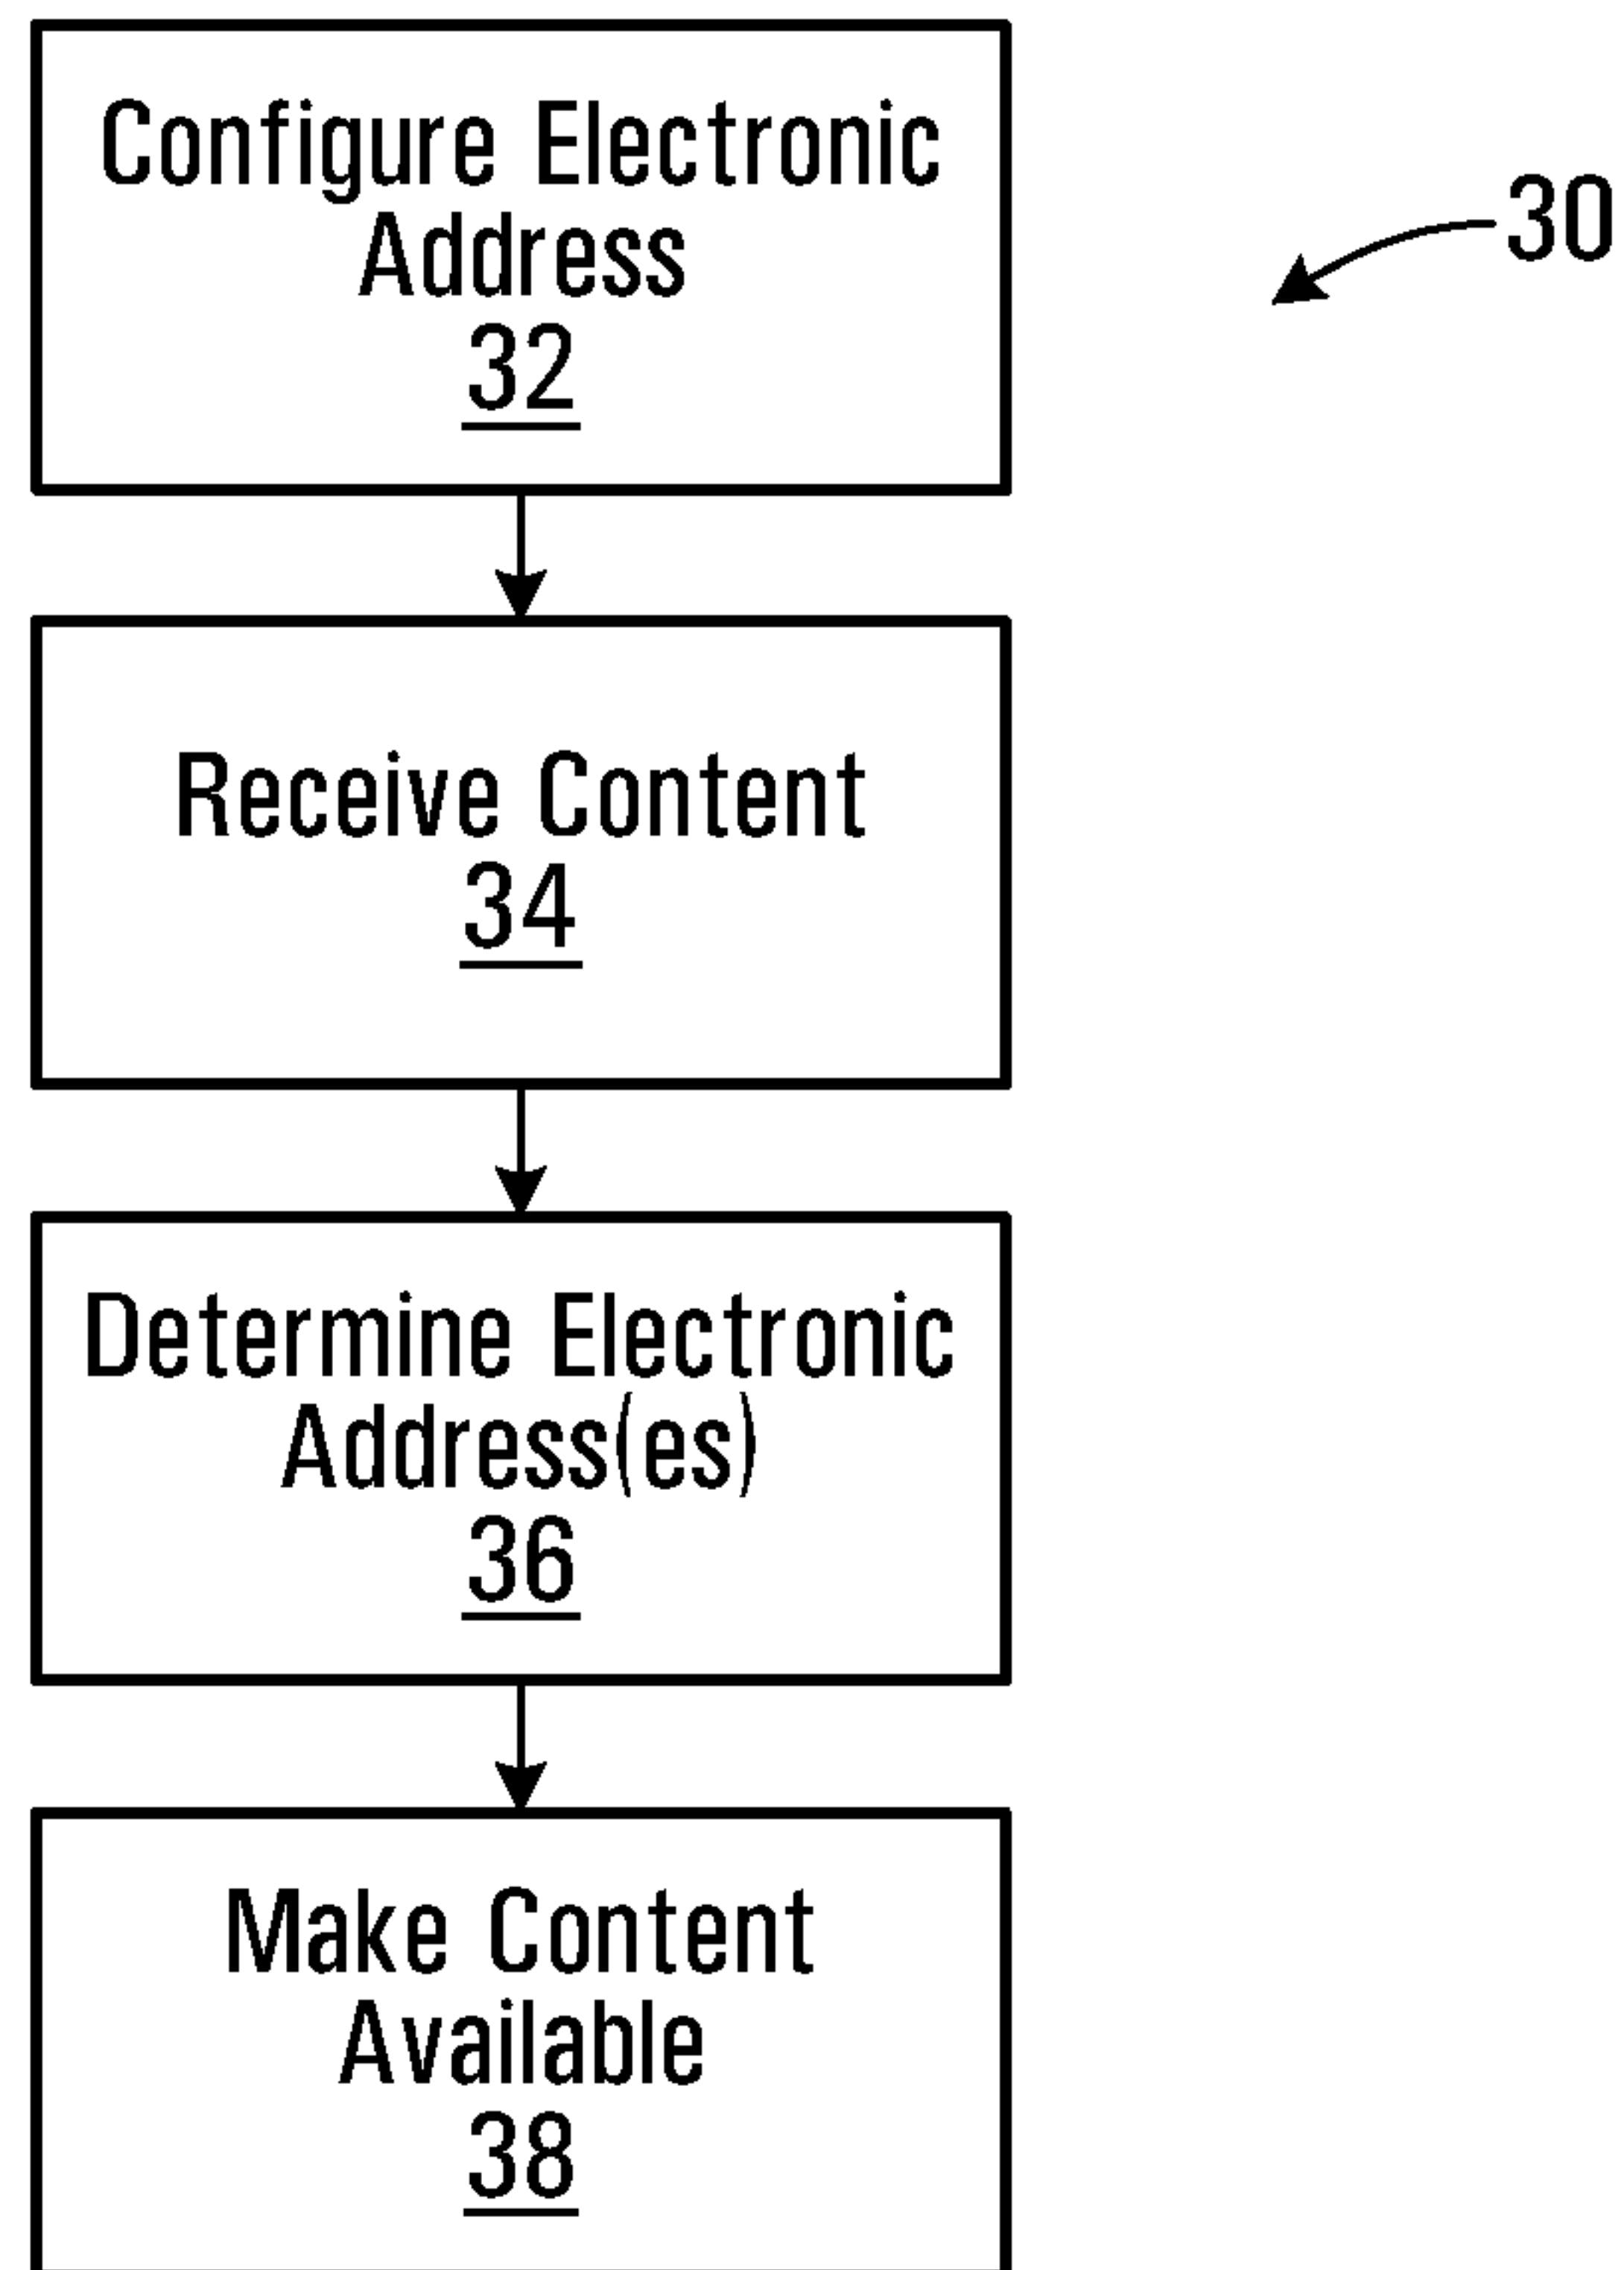 Configure Electronic
Address
32
30
Receive Content
34
Determine Electronic
Address(es)
36
Make Content
Available
38